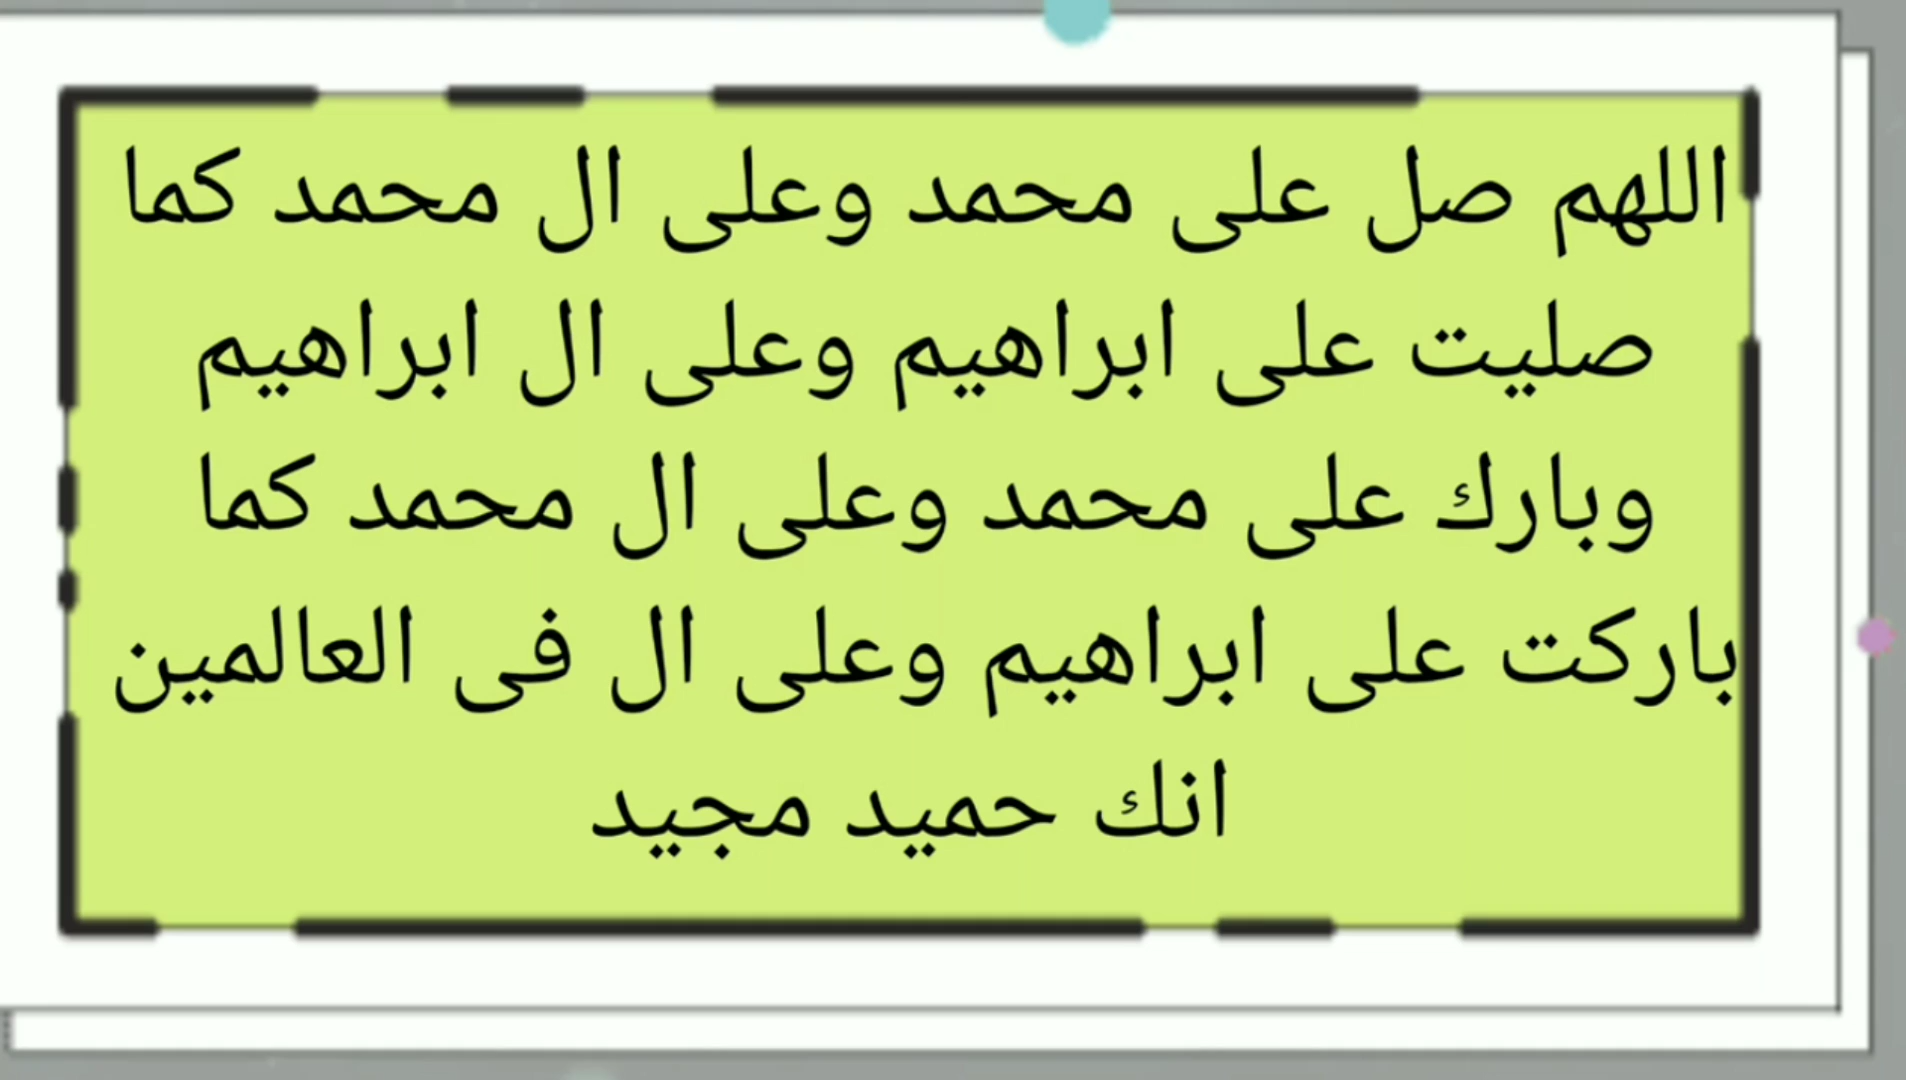 اللهم صل على محمد وعلى ال محمد كما
صليت على ابراهيم وعلى ال ابراهيم
وبارك على محمد وعلى ال محمد كما
باركت على ابراهيم وعلى ال فى العالمين
انك حميد مجيد